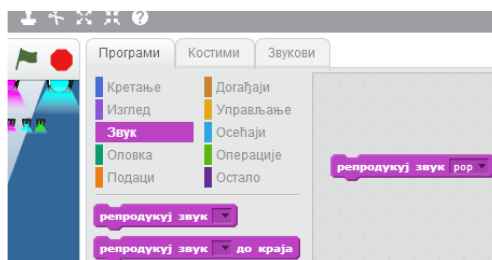 Програми Костими Звукови
Кретање Догађаји
Изглед Управљање
Звук Осећаји
Оловка Операције
Подаци Остало
репродукуј звук pop
репродукуј звук
репродукуј звук до краја